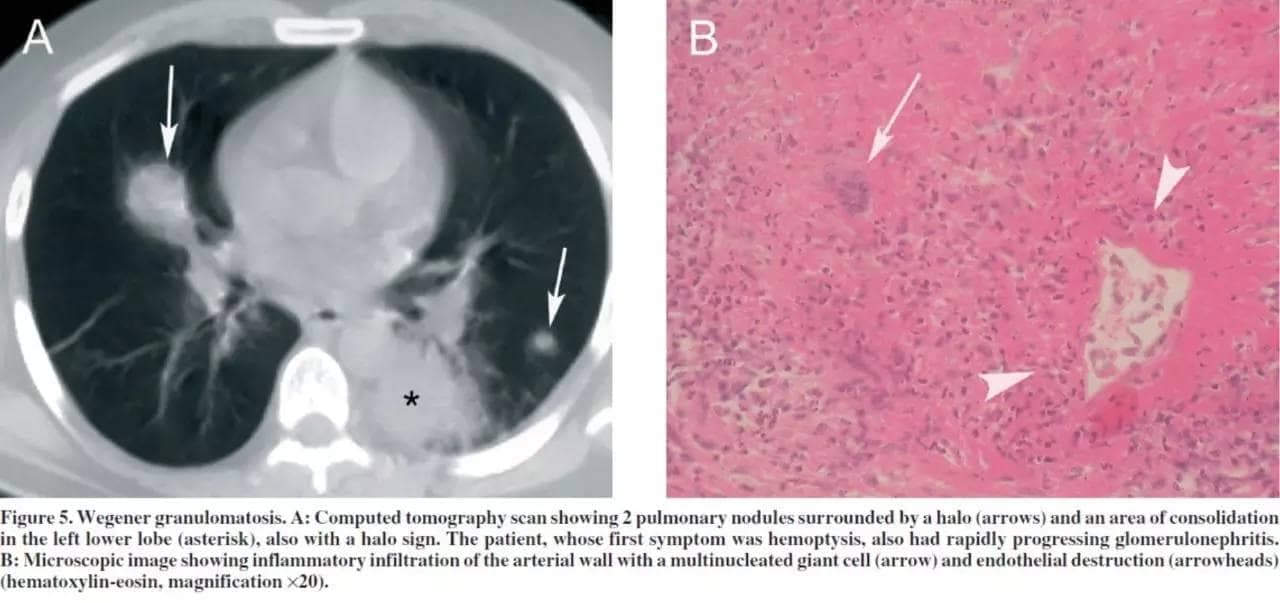 A
B
*
Figure 5. Wegener granulomatosis. A: Computed tomography scan showing 2 pulmonary nodules surrounded by a halo (arrows) and an area of consolidation
in the left lower lobe (asterisk), also with a halo sign. The patient, whose first symptom was hemoptysis, also had rapidly progressing glomerulonephritis.
B: Microscopic image showing inflammatory infiltration of the arterial wall with a multinucleated giant cell (arrow) and endothelial destruction (arrowheads)
(hematoxylin-eosin, magnification ×20).